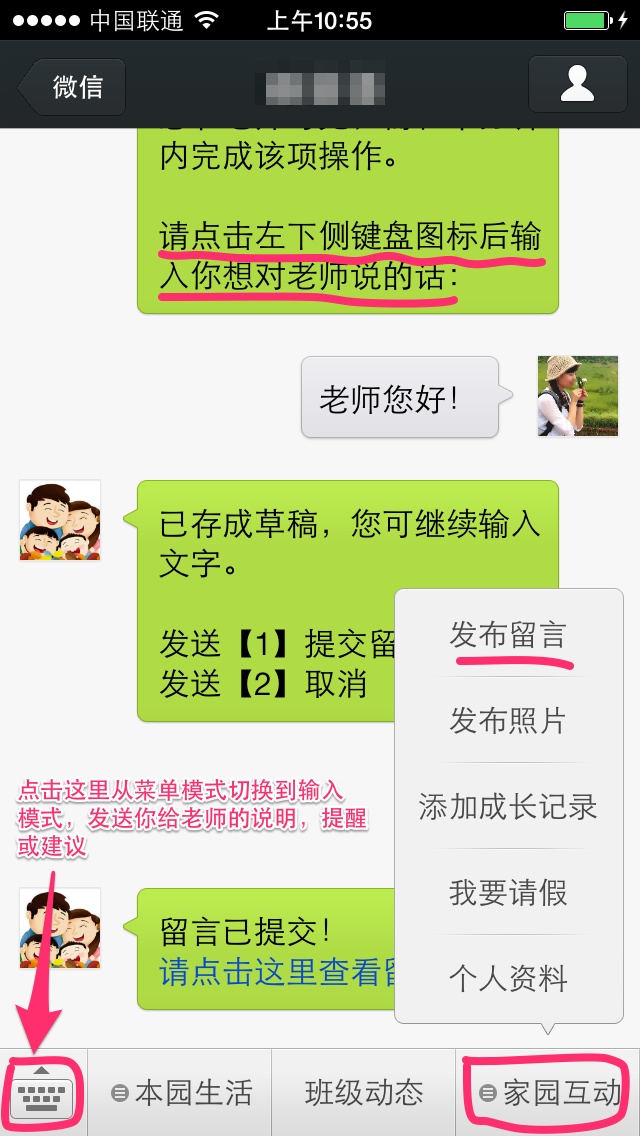 中国联通
上午10:55
微信
内完成该项操作。
请点击左下侧键盘图标后输
入你想对老师说的话：
老师您好！
已存成草稿，您可继续输入
文字。
发送【1】提交留
发送【2】取消
发布留言
发布照片
添加成长记录
我要请假
个人资料
点击这里从菜单模式切换到输入
模式，发送你给老师的说明，提醒
或建议
留言已提交！
请点击这里查看留
本园生活
班级动态
家园互动